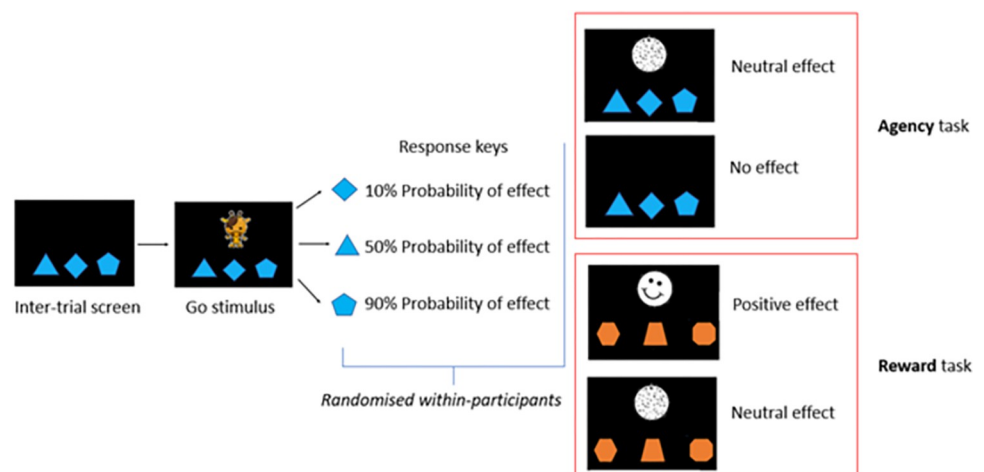 Inter-trial screen
Go stimulus
Response keys
10% Probability of effect
50% Probability of effect
90% Probability of effect
Randomised within-participants
Neutral effect
No effect
Agency task
Positive effect
Neutral effect
Reward task